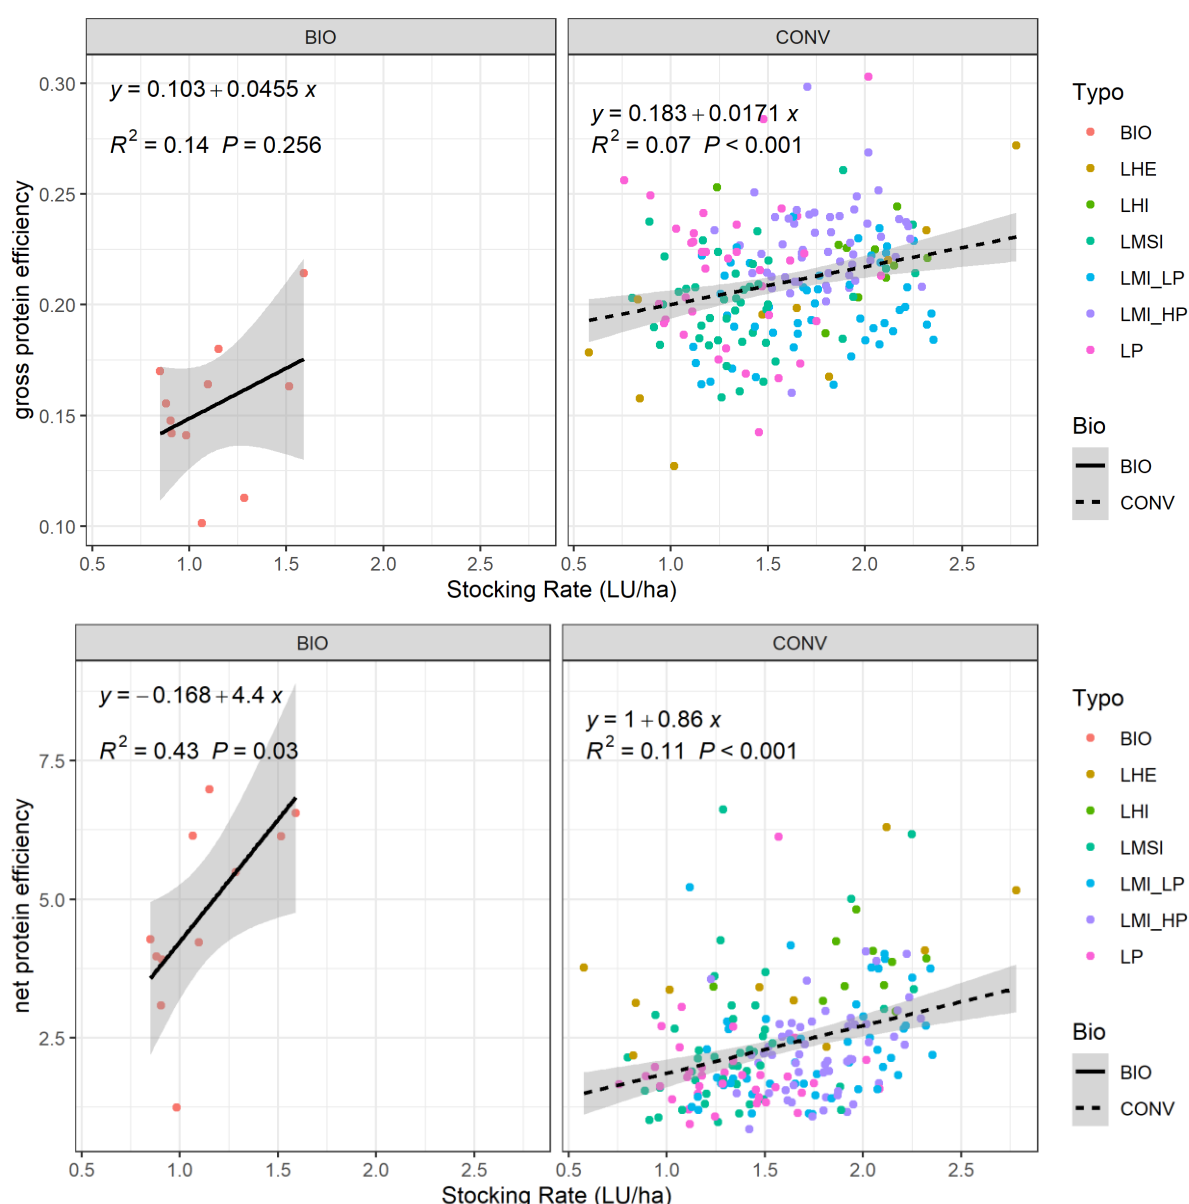 BIO CONV
y = 0.103 + 0.0455 x
R2 = 0.14 P = 0.256
y = 0.183 + 0.0171 x
R2 = 0.07 P < 0.001
0.30
0.25
0.20
0.15
0.10
gross protein efficiency
0.5 1.0 1.5 2.0 2.5 0.5 1.0 1.5 2.0 2.5
Stocking Rate (LU/ha)
Typo
BIO
LHE
LHI
LMSI
LMI_LP
LMI_HP
LP
Bio
BIO
CONV
BIO CONV
y = −0.168 + 4.4 x
R2 = 0.43 P = 0.03
y = 1 + 0.86 x
R2 = 0.11 P < 0.001
7.5
5.0
2.5
net protein efficiency
0.5 1.0 1.5 2.0 2.5 0.5 1.0 1.5 2.0 2.5
Stocking Rate (LU/ha)
Typo
BIO
LHE
LHI
LMSI
LMI_LP
LMI_HP
LP
Bio
BIO
CONV